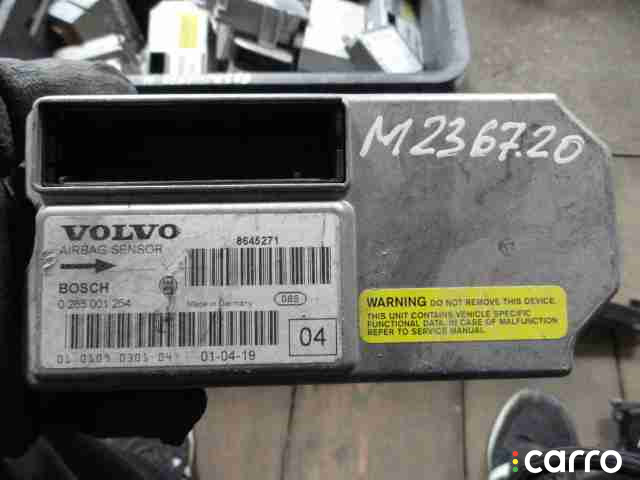 M2367.20
VOLVO
AIRBAG SENSOR
8645271
BOSCH
0 285 001 254
Made in Germany
088
01-04-19
04
WARNING DO NOT REMOVE THIS DEVICE.
THIS UNIT CONTAINS VEHICLE SPECIFIC
FUNCTIONAL DATA. IN CASE OF MALFUNCTION
REFER TO SERVICE MANUAL.
carro